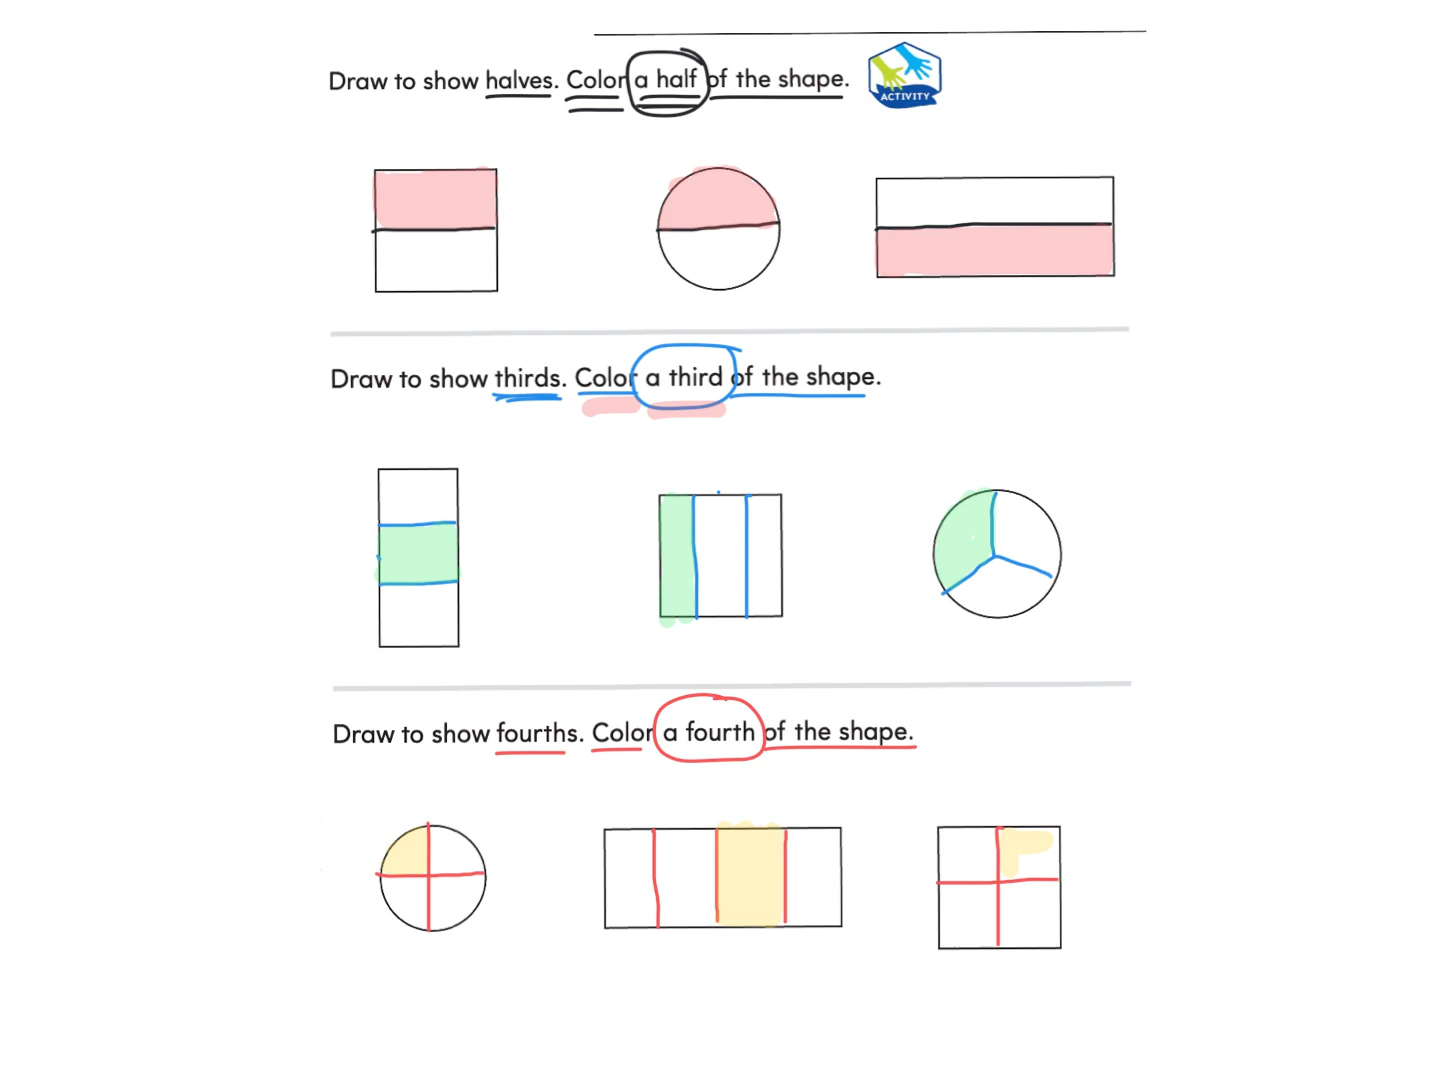 Draw to show halves. Color a half of the shape.
ACTIVITY
Draw to show thirds. Color a third of the shape.
Draw to show fourths. Color a fourth of the shape.